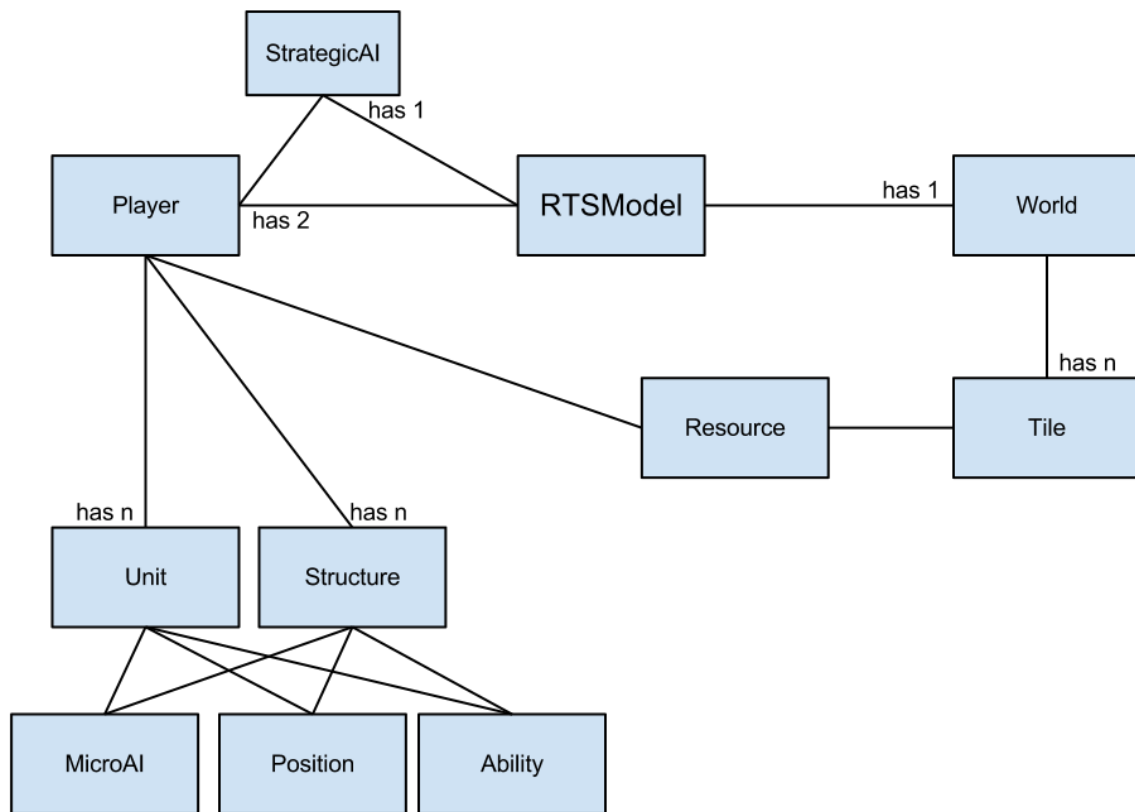 StrategicAI
has 1
Player
RTSModel
has 1
World
has 2
has n
Resource
Tile
has n
has n
Unit
Structure
MicroAI
Position
Ability